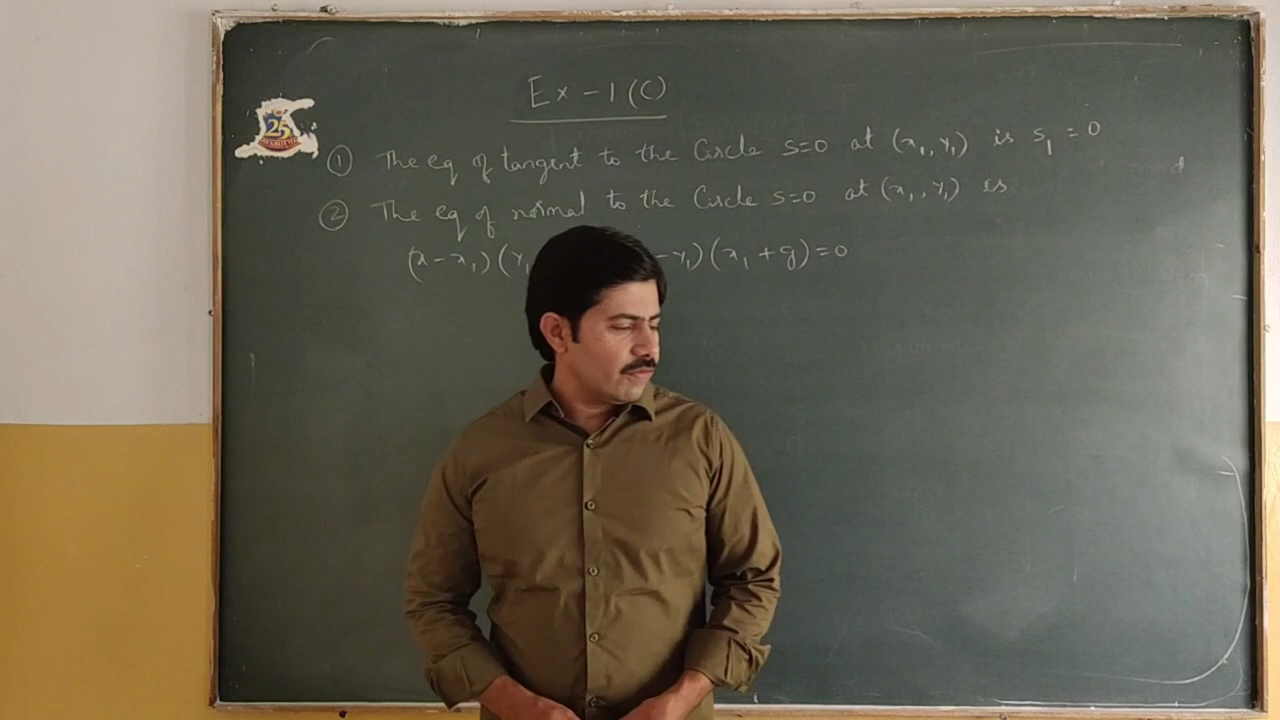 25
Ex - 1 (C)
① The eq of tangent to the Circle S=0 at (x₁, y₁) is S₁ = 0
② The eq of normal to the Circle S=0 at (x₁, y₁) is
(x - x₁)(y₁ - y₁)(x₁ + g) = 0